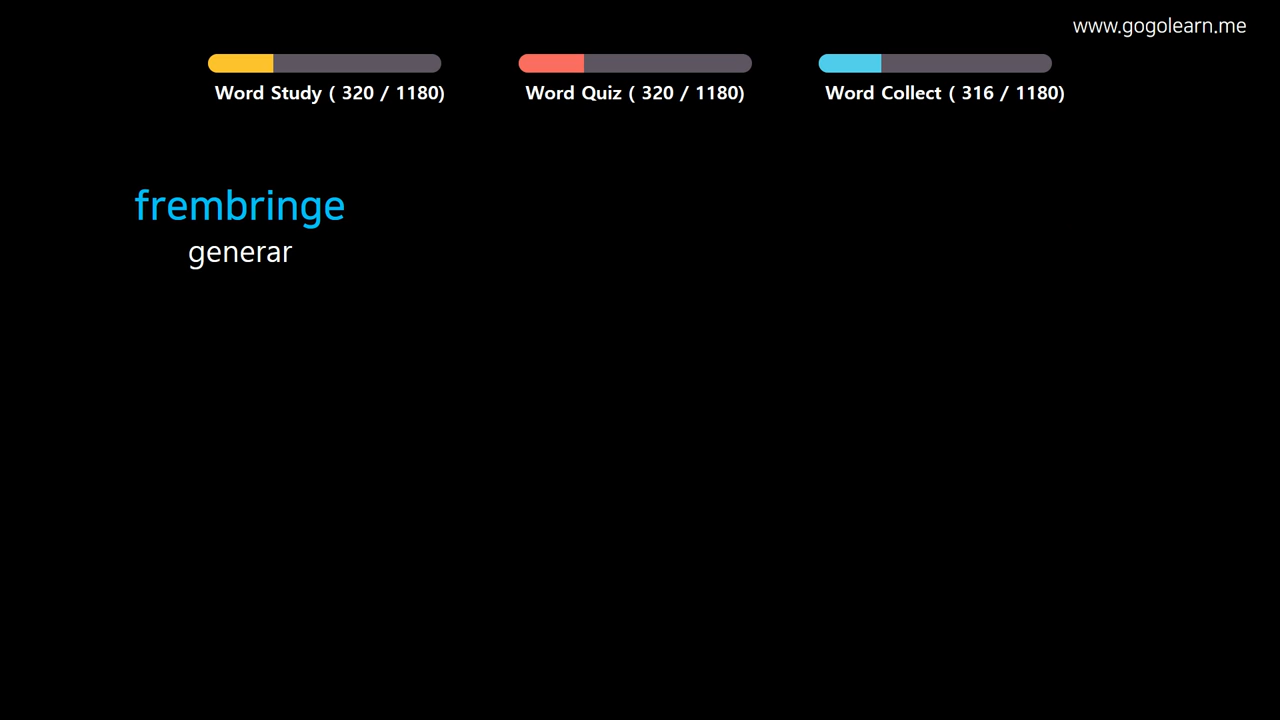 www.gogolearn.me
Word Study ( 320 / 1180)
Word Quiz ( 320 / 1180)
Word Collect ( 316 / 1180)
frembringe
generar